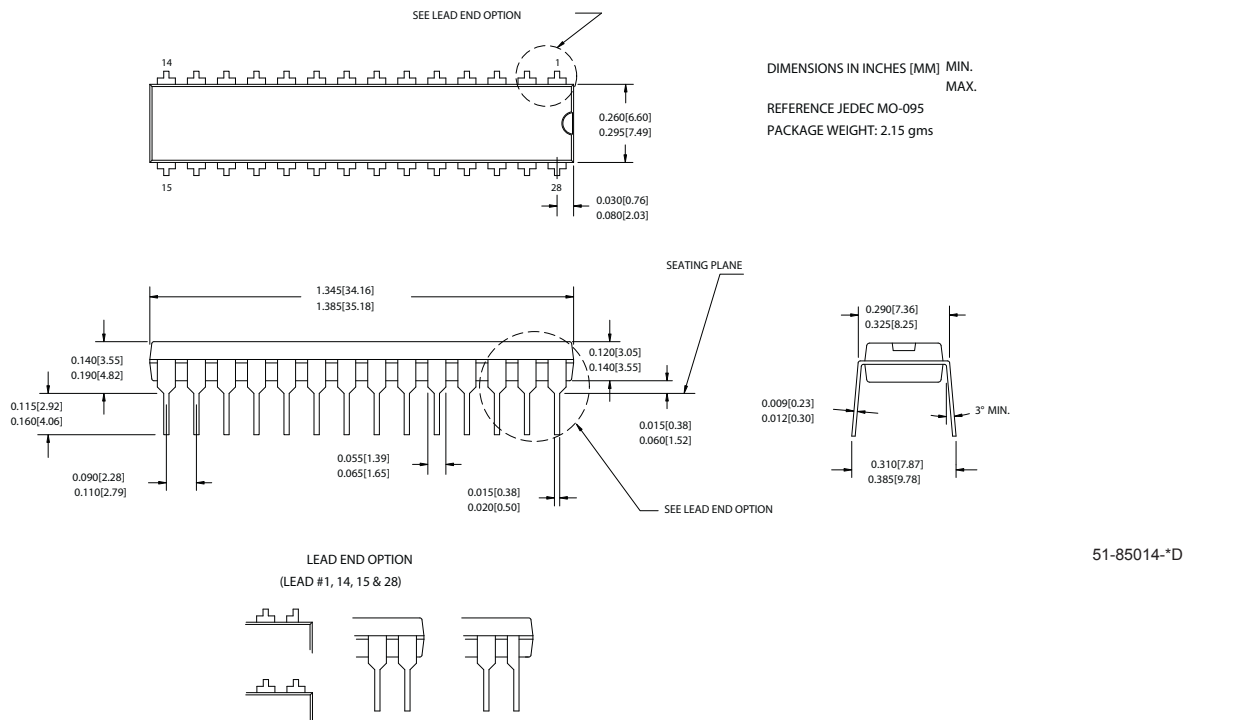 SEE LEAD END OPTION
14
1
DIMENSIONS IN INCHES [MM] MIN.
MAX.
REFERENCE JEDEC MO-095
PACKAGE WEIGHT: 2.15 gms
0.260[6.60]
0.295[7.49]
15
28
0.030[0.76]
0.080[2.03]
SEATING PLANE
1.345[34.16]
1.385[35.18]
0.290[7.36]
0.325[8.25]
0.140[3.55]
0.190[4.82]
0.120[3.05]
0.140[3.55]
0.115[2.92]
0.160[4.06]
0.009[0.23]
0.012[0.30]
3° MIN.
0.015[0.38]
0.060[1.52]
0.055[1.39]
0.065[1.65]
0.090[2.28]
0.110[2.79]
0.310[7.87]
0.385[9.78]
0.015[0.38]
0.020[0.50]
SEE LEAD END OPTION
LEAD END OPTION
(LEAD #1, 14, 15 & 28)
51-85014-*D